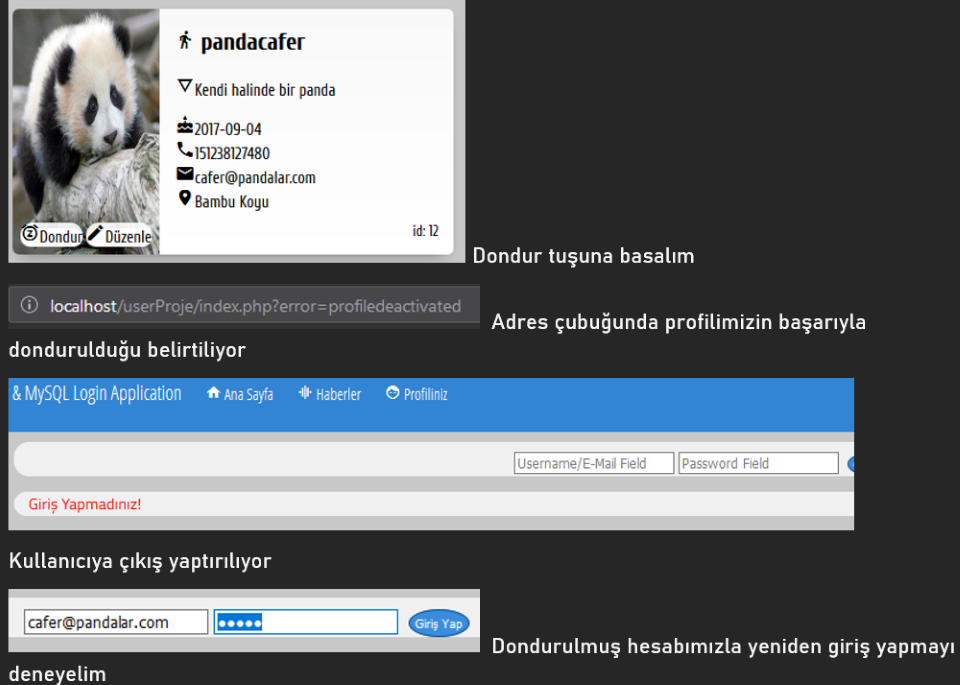 pandacafer
Kendi halinde bir panda
2017-09-04
151238127480
cafer@pandalar.com
Bambu Koyu
Dondur Düzenle
id: 12
Dondur tuşuna basalım
localhost/userProje/index.php?error=profiledeactivated
Adres çubuğunda profilimizin başarıyla
dondurulduğu belirtiliyor
& MySQL Login Application Ana Sayfa Haberler Profiliniz
Username/E-Mail Field Password Field
Giriş Yapmadınız!
Kullanıcıya çıkış yaptırılıyor
cafer@pandalar.com Giriş Yap
Dondurulmuş hesabımızla yeniden giriş yapmayı
deneyelim